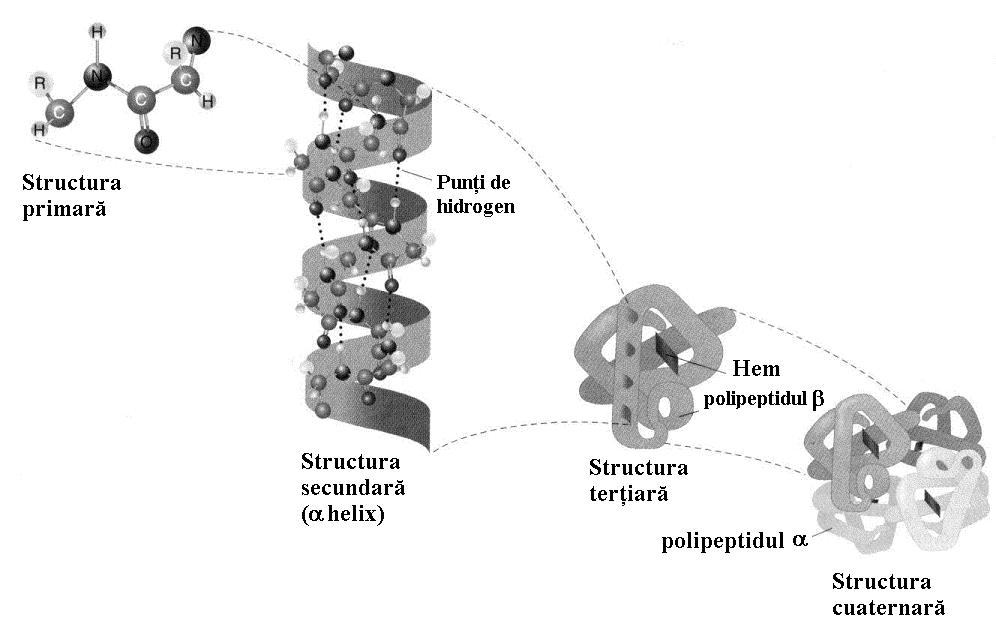 H
N
R
N
R
C
C
C
H
H
O
Structura
primară
Punți de
hidrogen
Structura
secundară
(α helix)
Hem
polipeptidul β
Structura
terțiară
polipeptidul α
Structura
cuaternară